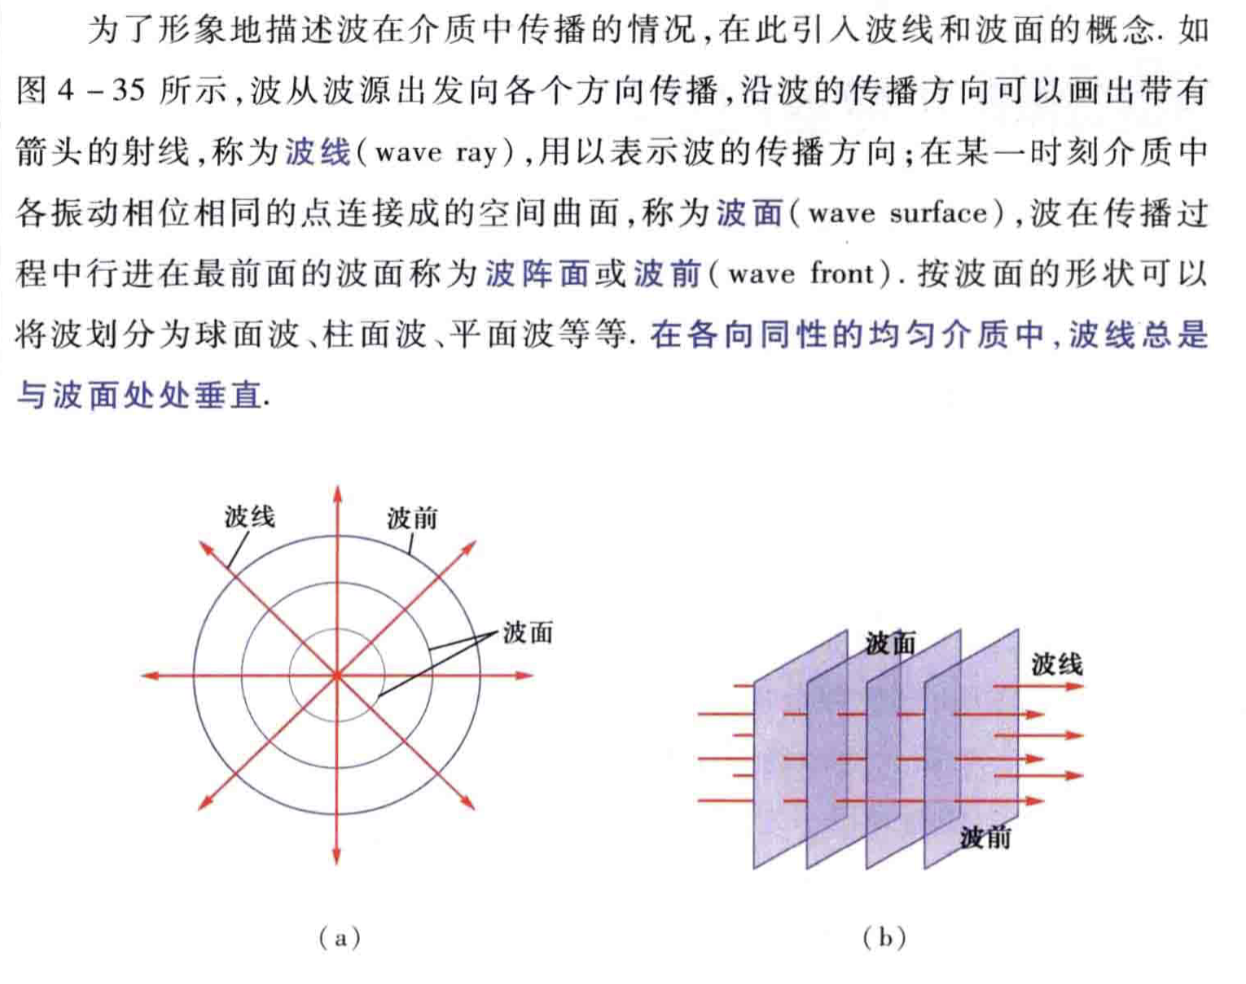 为了形象地描述波在介质中传播的情况,在此引入波线和波面的概念. 如
图 4-35 所示,波从波源出发向各个方向传播,沿波的传播方向可以画出带有
箭头的射线,称为波线(wave ray),用以表示波的传播方向;在某一时刻介质中
各振动相位相同的点连接成的空间曲面,称为波面(wave surface),波在传播过
程中行进在最前面的波面称为波阵面或波前(wave front). 按波面的形状可以
将波划分为球面波、柱面波、平面波等等. 在各向同性的均匀介质中,波线总是
与波面处处垂直.
波线
波前
波面
(a)
波面
波线
波前
(b)